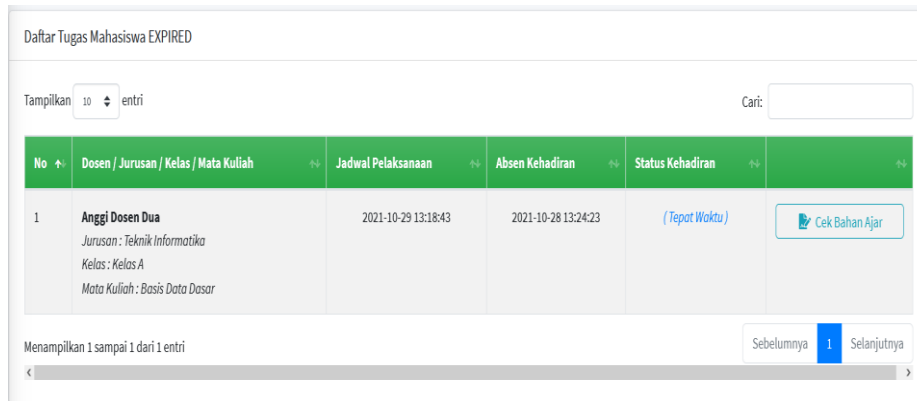 Daftar Tugas Mahasiswa EXPIRED
Tampilkan 10 entri
Cari:
No Dosen / Jurusan / Kelas / Mata Kuliah Jadwal Pelaksanaan Absen Kehadiran Status Kehadiran
1 Anggi Dosen Dua 2021-10-29 13:18:43 2021-10-28 13:24:23 ( Tepat Waktu ) Cek Bahan Ajar
Jurusan : Teknik Informatika
Kelas : Kelas A
Mata Kuliah : Basis Data Dasar
Menampilkan 1 sampai 1 dari 1 entri
Sebelumnya 1 Selanjutnya